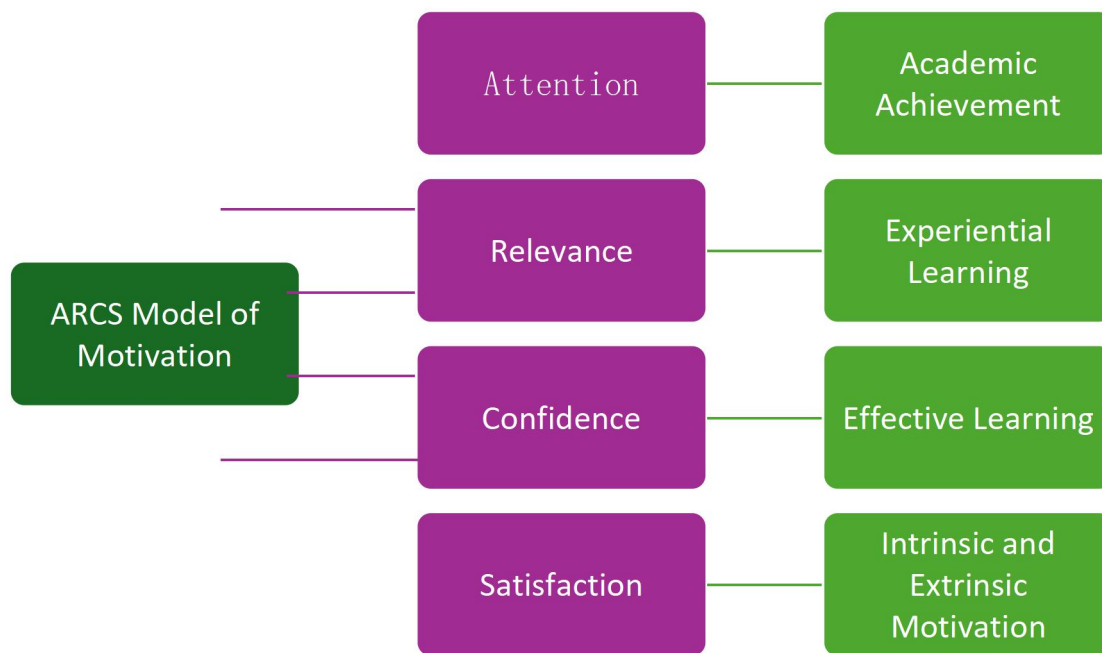 ARCS Model of
Motivation
Attention
Academic
Achievement
Relevance
Experiential
Learning
Confidence
Effective Learning
Satisfaction
Intrinsic and
Extrinsic
Motivation